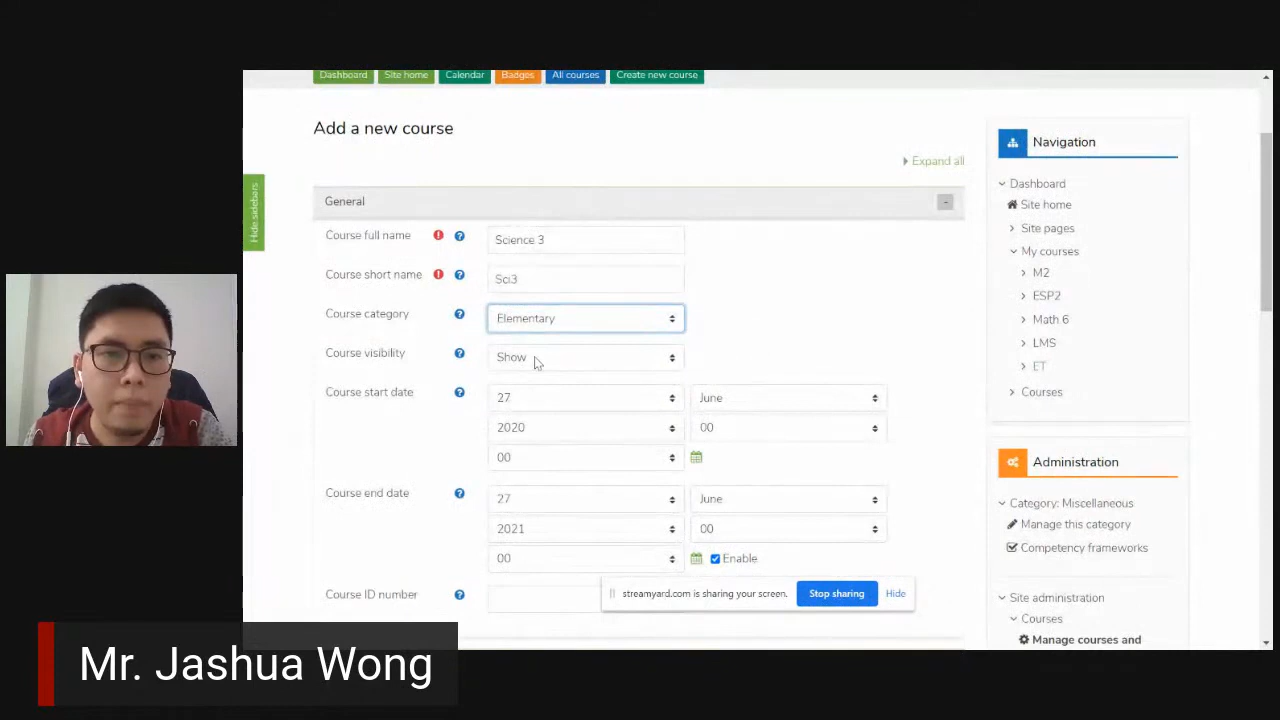 Dashboard Site home Calendar Badges All courses Create new course
Add a new course
Expand all
Hide sidebars
General
Course full name Science 3
Course short name Sci3
Course category Elementary
Course visibility Show
Course start date 27 June
2020 00
00
Course end date 27 June
2021 00
00 Enable
Course ID number
streamyard.com is sharing your screen. Stop sharing Hide
Navigation
Dashboard
Site home
Site pages
My courses
M2
ESP2
Math 6
LMS
ET
Courses
Administration
Category: Miscellaneous
Manage this category
Competency frameworks
Site administration
Courses
Manage courses and
Mr. Jashua Wong